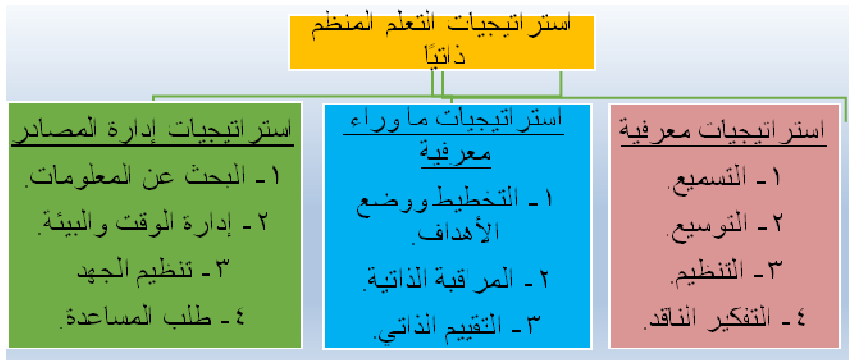 استراتيجيات التعلم المنظم
ذاتيًا
استراتيجيات معرفية
١- التسميع.
٢- التوسيع.
٣- التنظيم.
٤- التفكير الناقد.
استراتيجيات ماوراء
معرفية
١- التخطيط ووضع
الأهداف.
٢- المراقبة الذاتية.
٣- التقييم الذاتي.
استراتيجيات إدارة المصادر
١- البحث عن المعلومات.
٢- إدارة الوقت والبيئة.
٣- تنظيم الجهد
٤- طلب المساعدة.